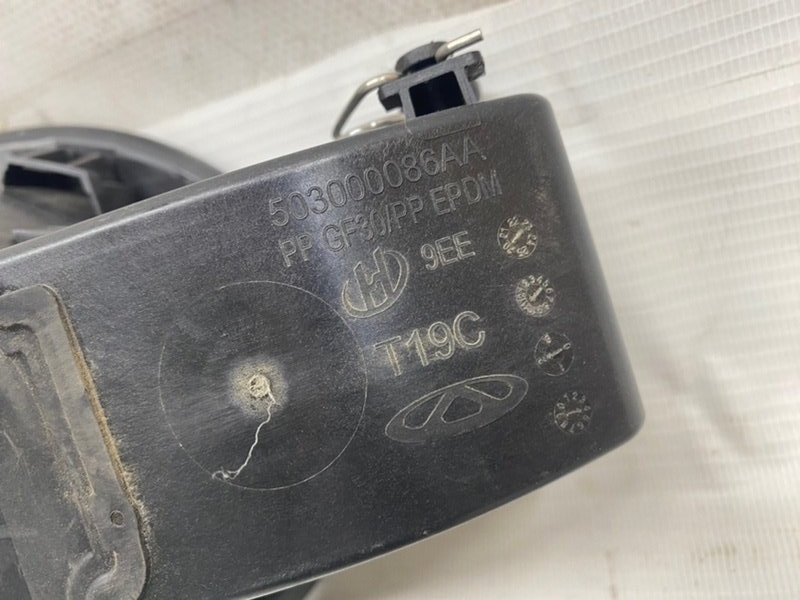 503000086AA
PP GF30/PP EPDM
9EE
T19C